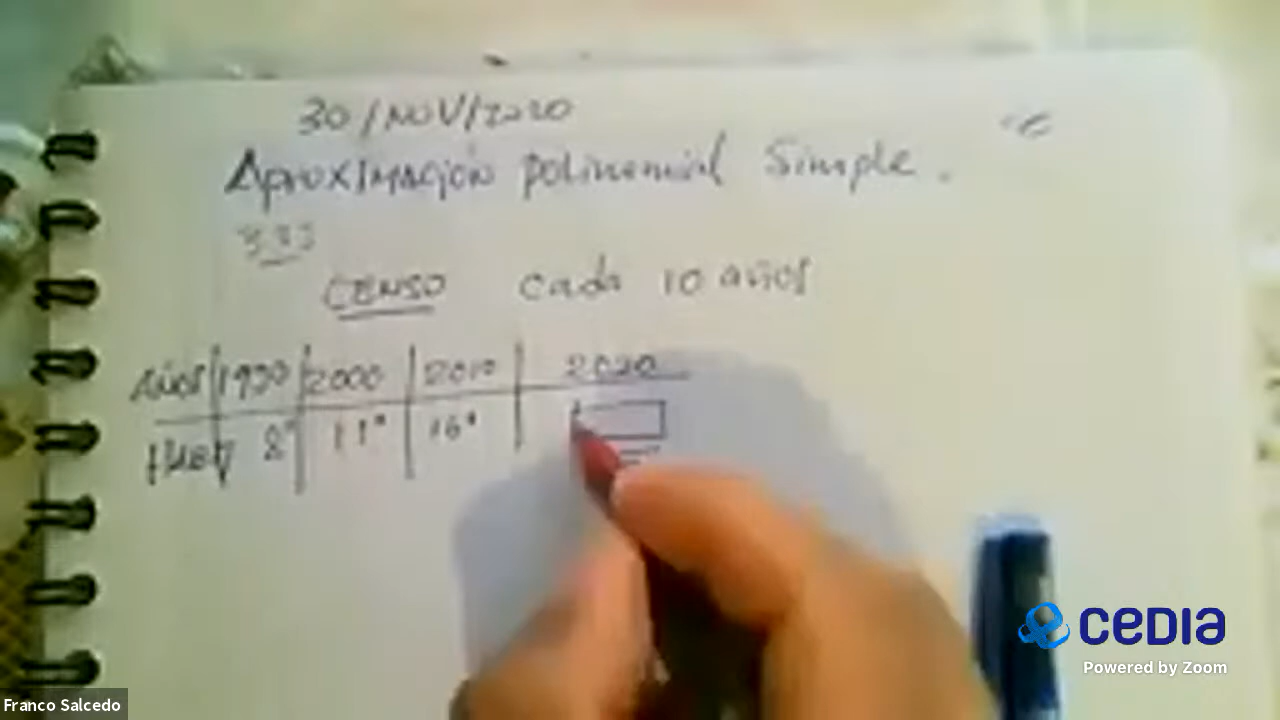 30/NOV/2020
Aproximación polinomial Simple.
CENSO cada 10 años
Años 1990 2000 2010 2020
8° 11° 16°
CEDIA
Powered by Zoom
Franco Salcedo